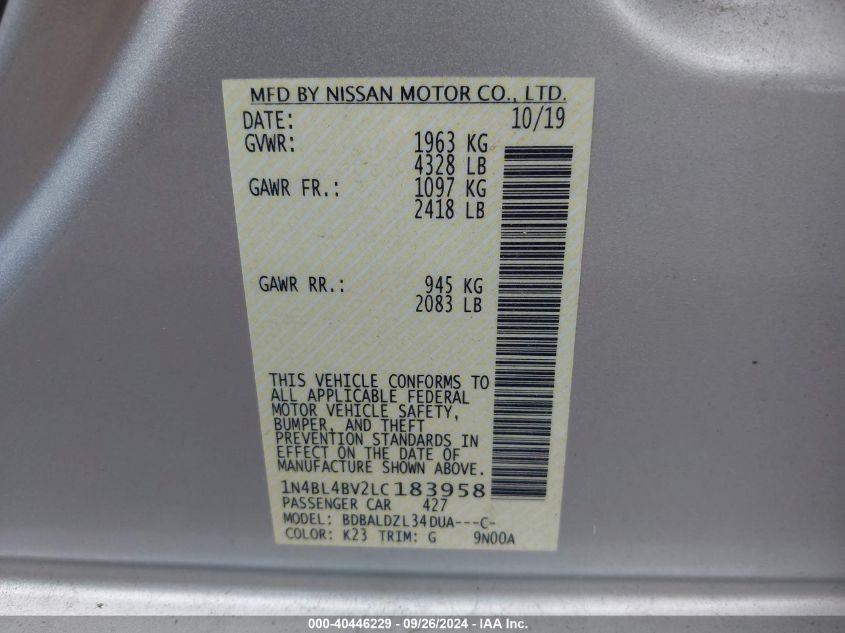 MFD BY NISSAN MOTOR CO., LTD.
DATE: 10/19
GVWR: 1963 KG
4328 LB
GAWR FR.: 1097 KG
2418 LB
GAWR RR.: 945 KG
2083 LB
THIS VEHICLE CONFORMS TO
ALL APPLICABLE FEDERAL
MOTOR VEHICLE SAFETY,
BUMPER, AND THEFT
PREVENTION STANDARDS IN
EFFECT ON THE DATE OF
MANUFACTURE SHOWN ABOVE.
1N4BL4BV2LC183958
PASSENGER CAR 427
MODEL: BDBALDZL34DUA---C-
COLOR: K23 TRIM: G 9N00A
000-40446229 - 09/26/2024 - IAA Inc.